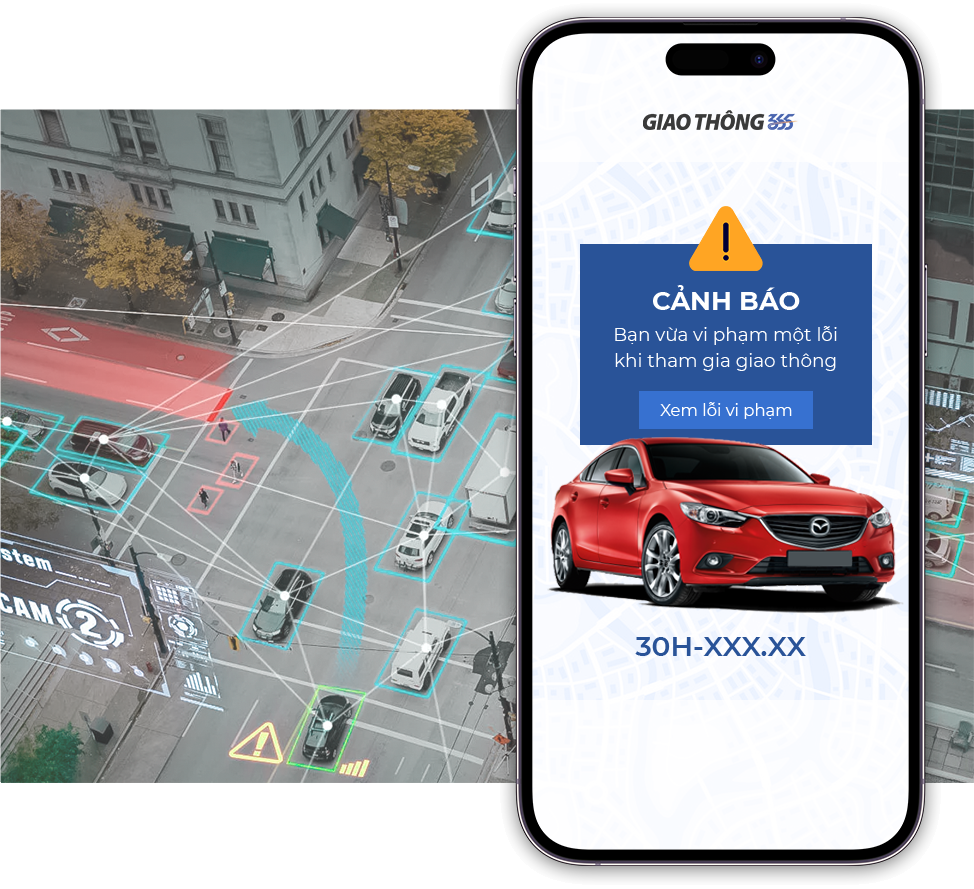 GIAO THÔNG 365
CẢNH BÁO
Bạn vừa vi phạm một lỗi
khi tham gia giao thông
Xem lỗi vi phạm
30H-XXX.XX
stem
CAM 2